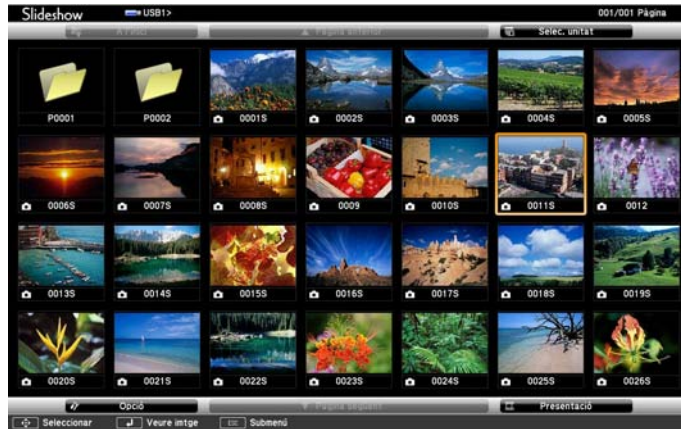 Slideshow USB1> 001/001 Pàgina
A l'inici Pàgina anterior Selec. unitat
P0001 P0002 0001S 0002S 0003S 0004S 0005S
0006S 0007S 0008S 0009 0010S 0011S 0012
0013S 0014S 0015S 0016S 0017S 0018S 0019S
0020S 0021S 0022S 0023S 0024S 0025S 0026S
Opció Pàgina següent Presentació
Seleccionar Veure imtge Esc Submenú